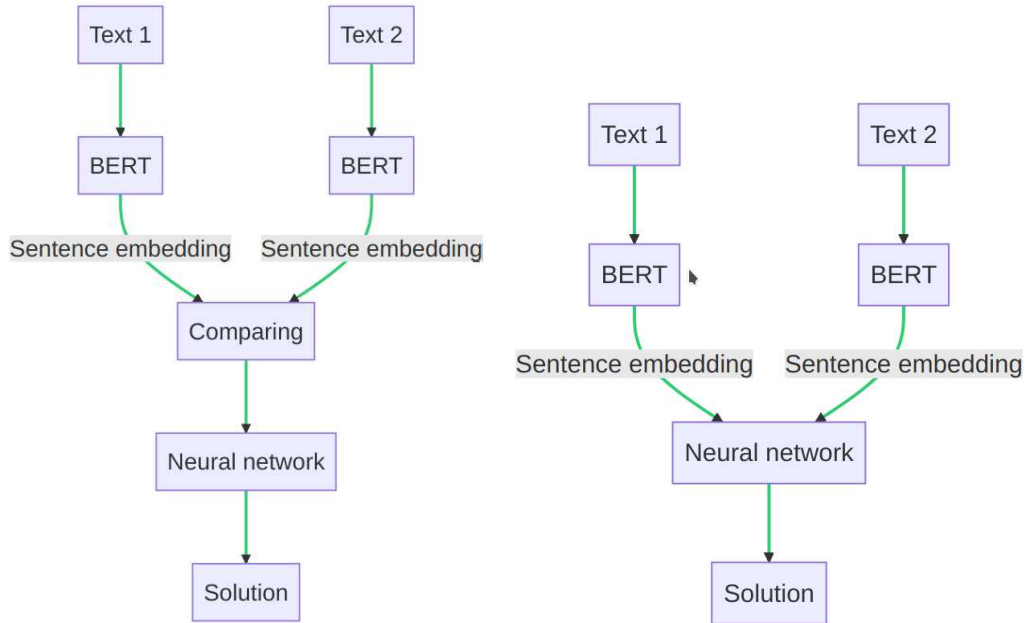 Text 1
Text 2
BERT
BERT
Sentence embedding
Sentence embedding
Comparing
Neural network
Solution
Text 1
Text 2
BERT
BERT
Sentence embedding
Sentence embedding
Neural network
Solution